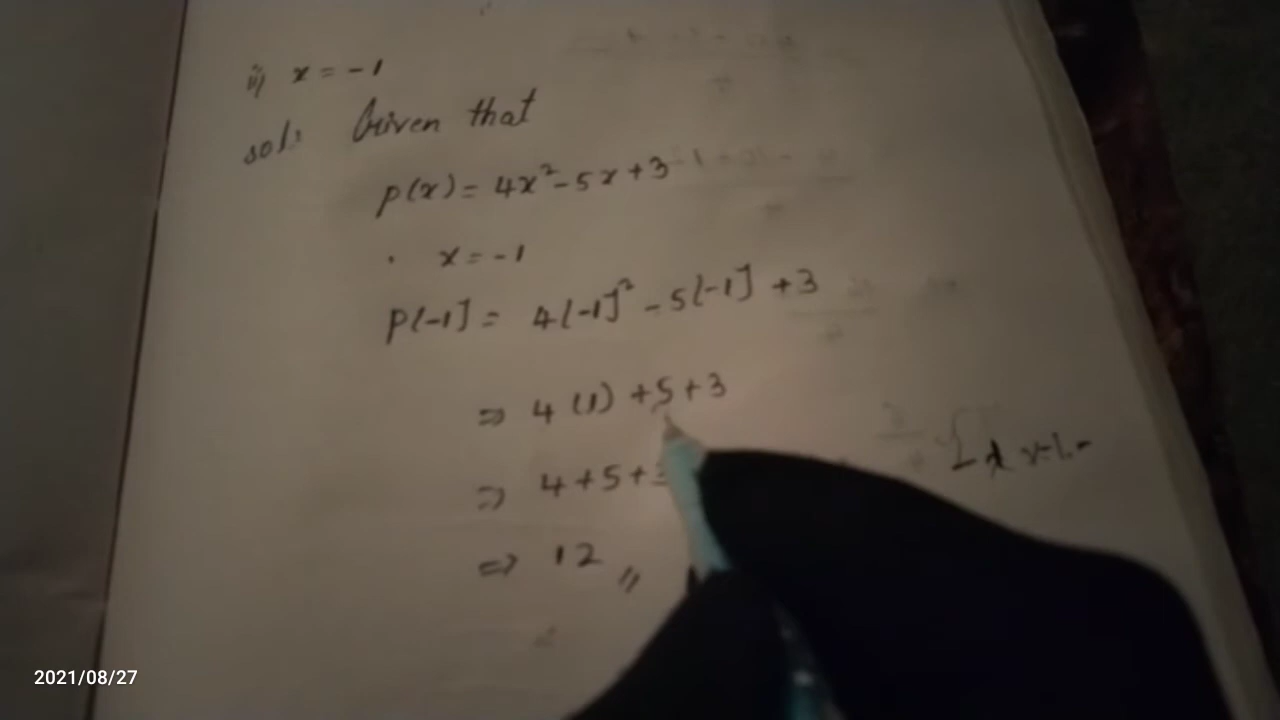 ii) x = -1
sol: Given that
p(x) = 4x²-5x+3
x = -1
p[-1] = 4[-1]² - 5[-1] + 3
⇒ 4 (1) +5+3
⇒ 4+5+3
⇒ 12 //
2021/08/27